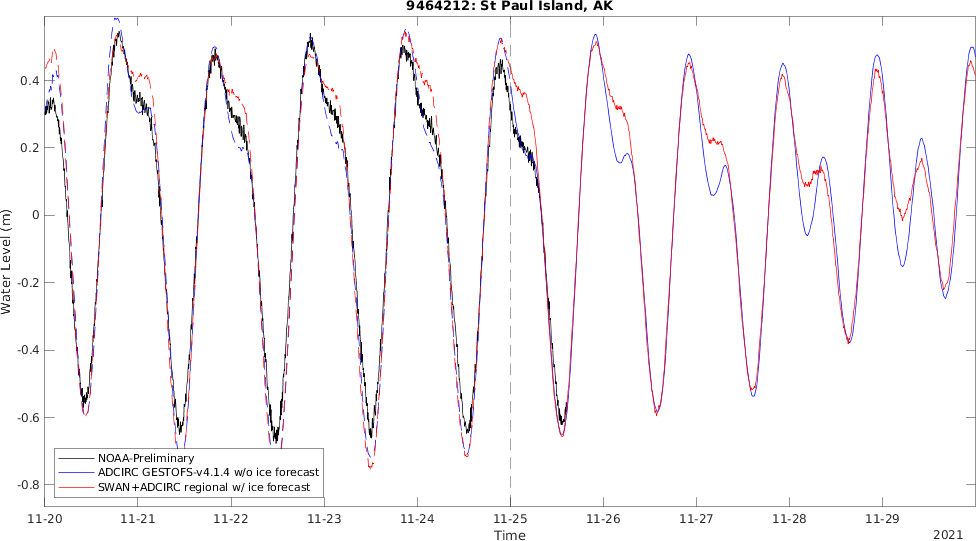 9464212: St Paul Island, AK
Water Level (m)
0.4
0.2
0
-0.2
-0.4
-0.6
-0.8
NOAA-Preliminary
ADCIRC GESTOFS-v4.1.4 w/o ice forecast
SWAN+ADCIRC regional w/ ice forecast
11-20 11-21 11-22 11-23 11-24 11-25 11-26 11-27 11-28 11-29
Time
2021